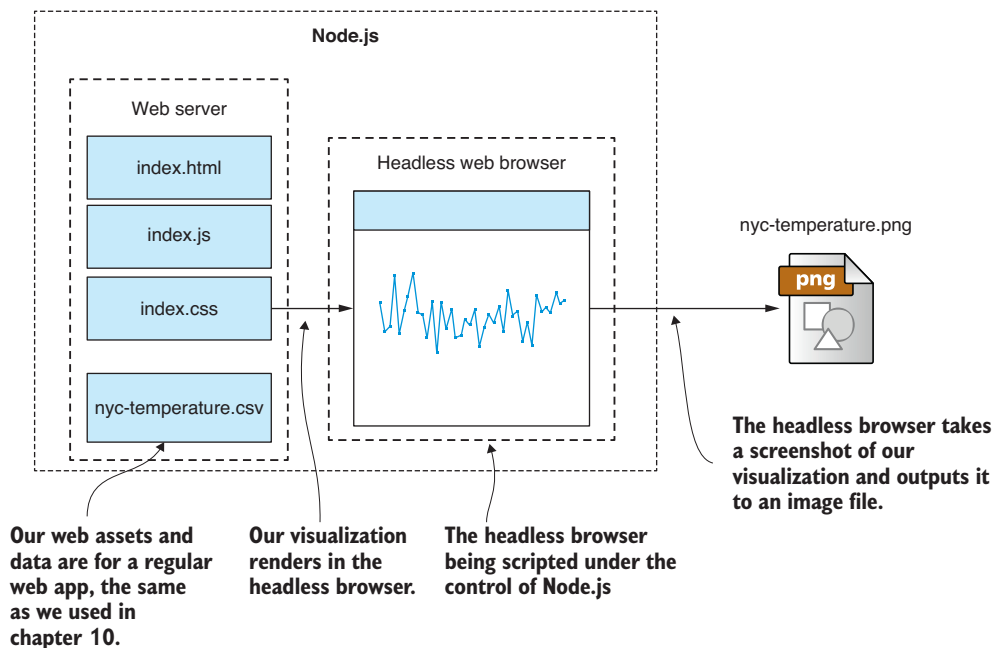 Node.js
Web server
index.html
index.js
index.css
nyc-temperature.csv
Headless web browser
nyc-temperature.png
png
The headless browser takes
a screenshot of our
visualization and outputs it
to an image file.
Our web assets and
data are for a regular
web app, the same
as we used in
chapter 10.
Our visualization
renders in the
headless browser.
The headless browser
being scripted under the
control of Node.js